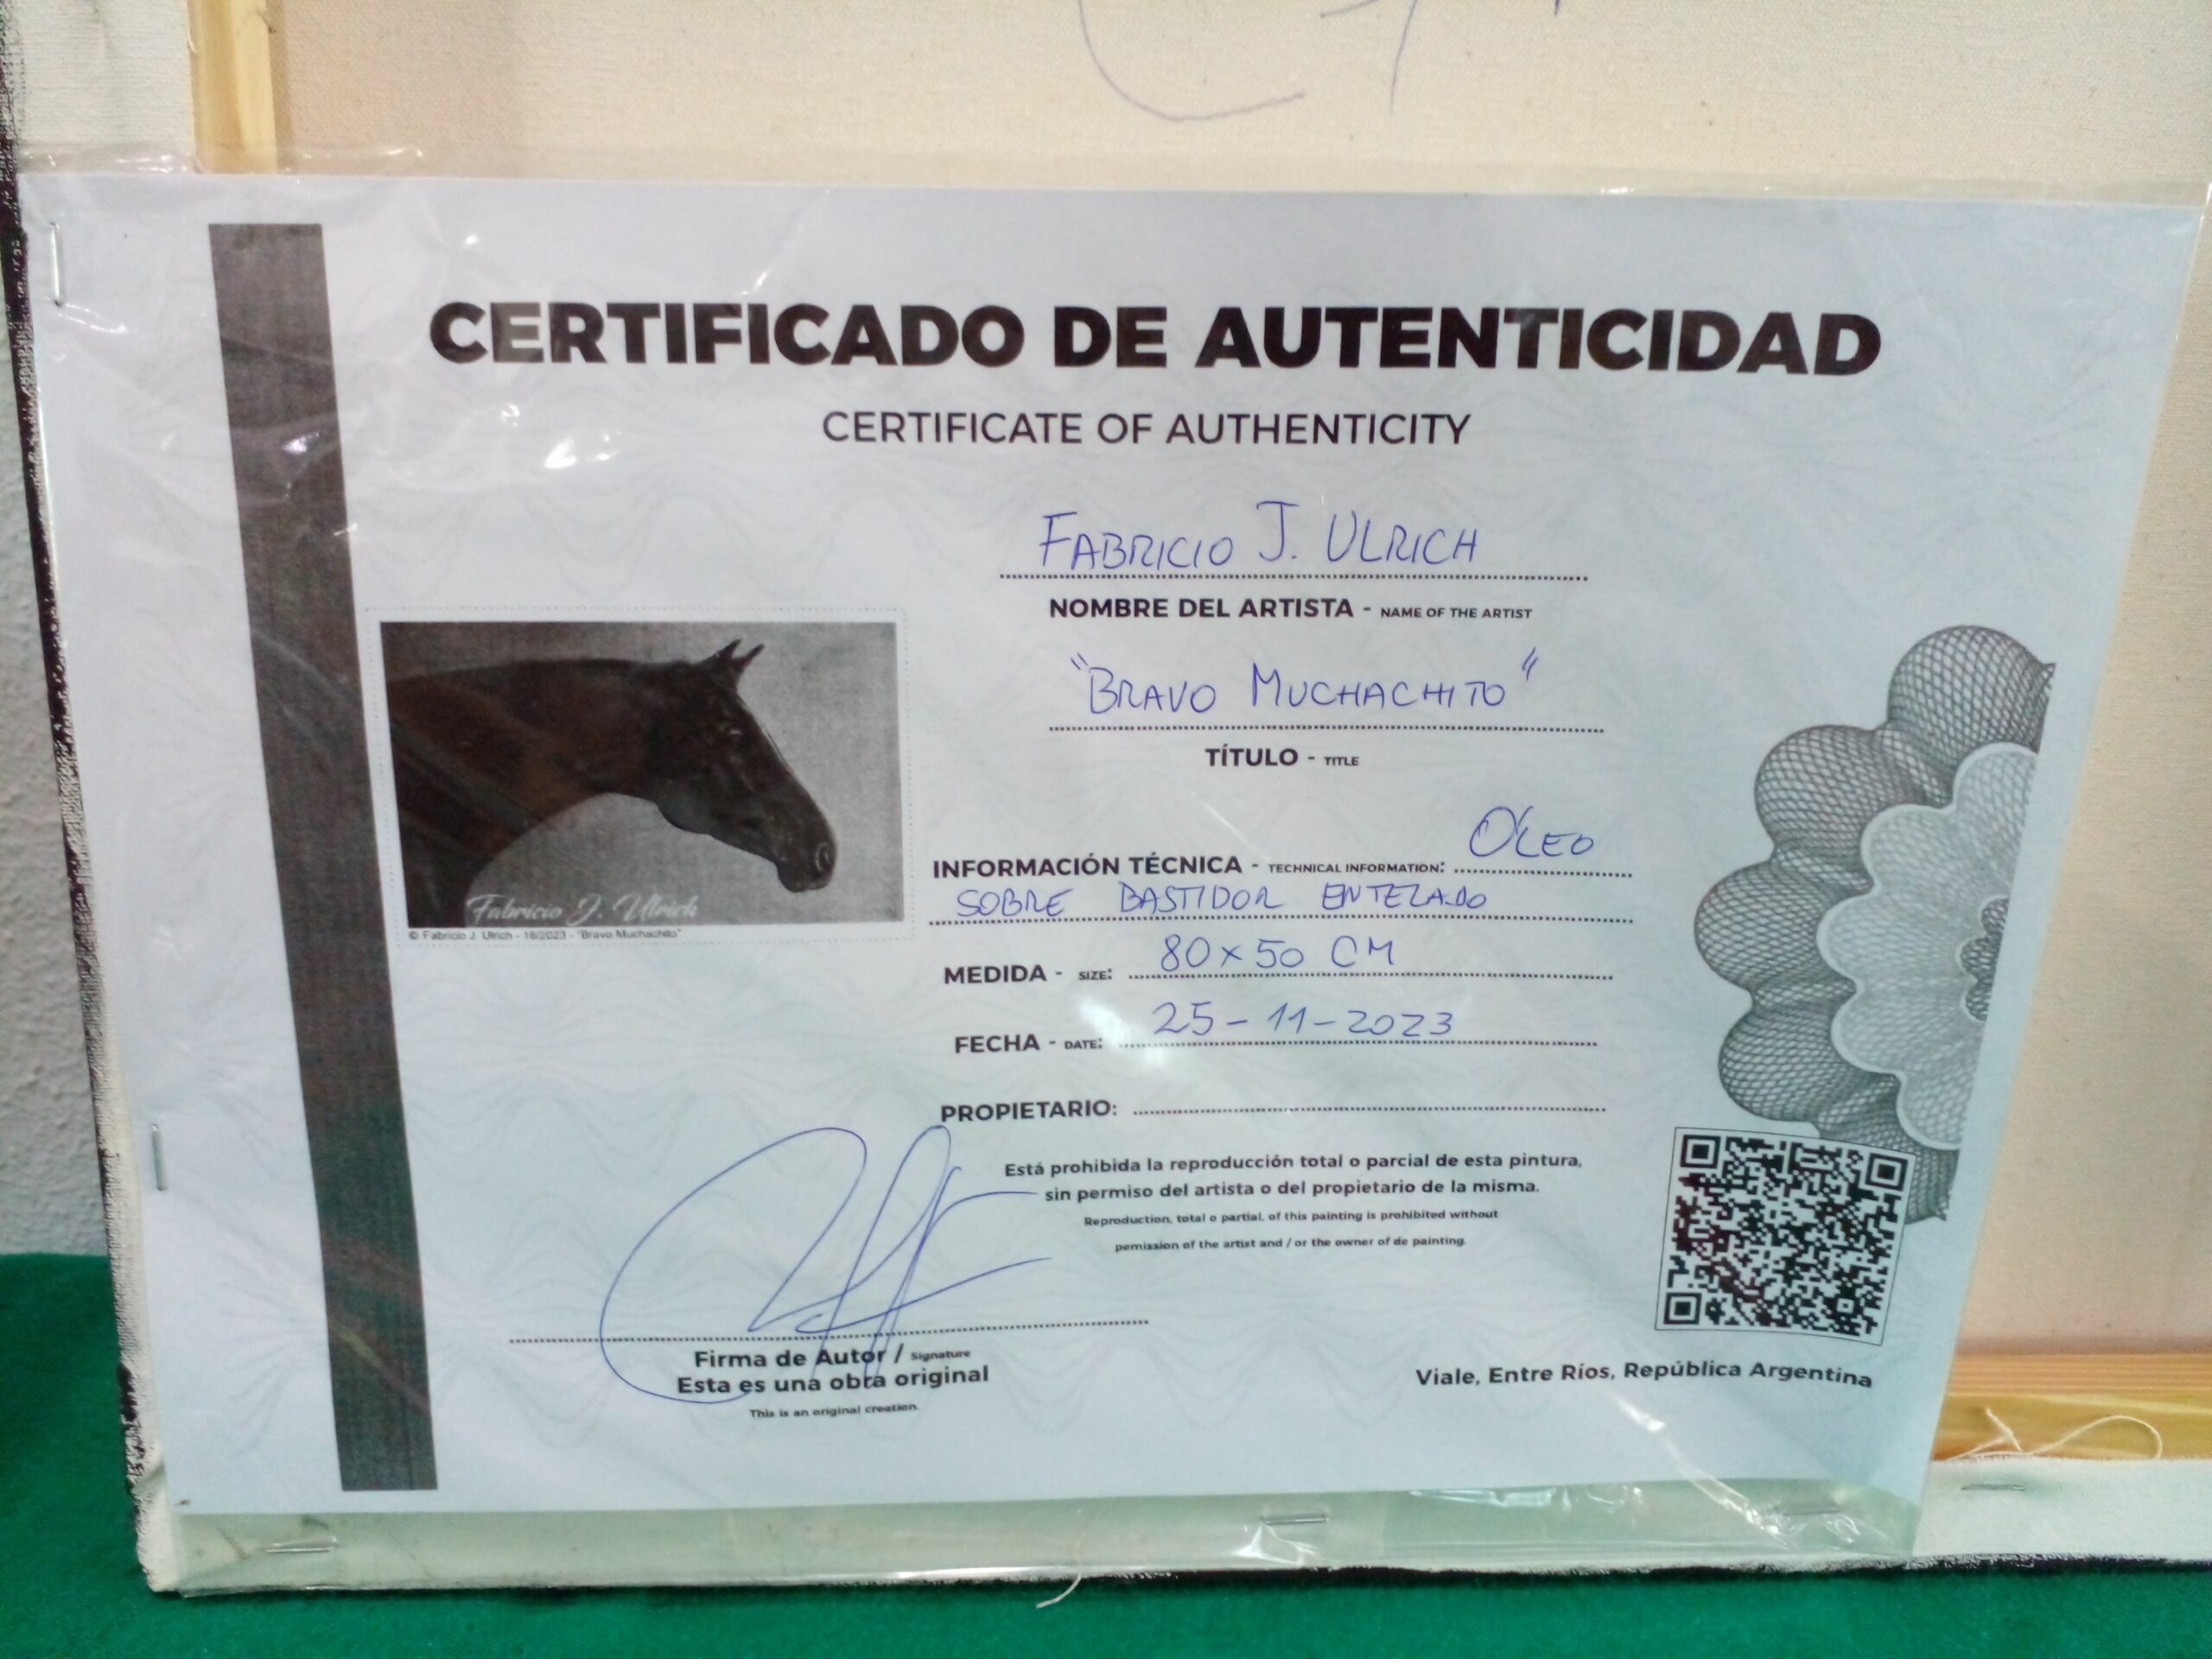 CERTIFICADO DE AUTENTICIDAD
CERTIFICATE OF AUTHENTICITY
FABRICIO J. ULRICH
NOMBRE DEL ARTISTA - NAME OF THE ARTIST
"BRAVO MUCHACHITO"
TÍTULO - TITLE
INFORMACIÓN TÉCNICA - TECHNICAL INFORMATION: ÓLEO
SOBRE BASTIDOR ENTELADO
Fabricio J. Ulrich
© Fabricio J. Ulrich - 16/2023 - "Bravo Muchachito"
MEDIDA - SIZE: 80 x 50 CM
FECHA - DATE: 25-11-2023
PROPIETARIO:
Está prohibida la reproducción total o parcial de esta pintura,
sin permiso del artista o del propietario de la misma.
Reproduction, total o partial, of this painting is prohibited without
pemission of the artist and / or the owner of de painting.
Firma de Autor / Signature
Esta es una obra original
This is an original creation.
Viale, Entre Ríos, República Argentina